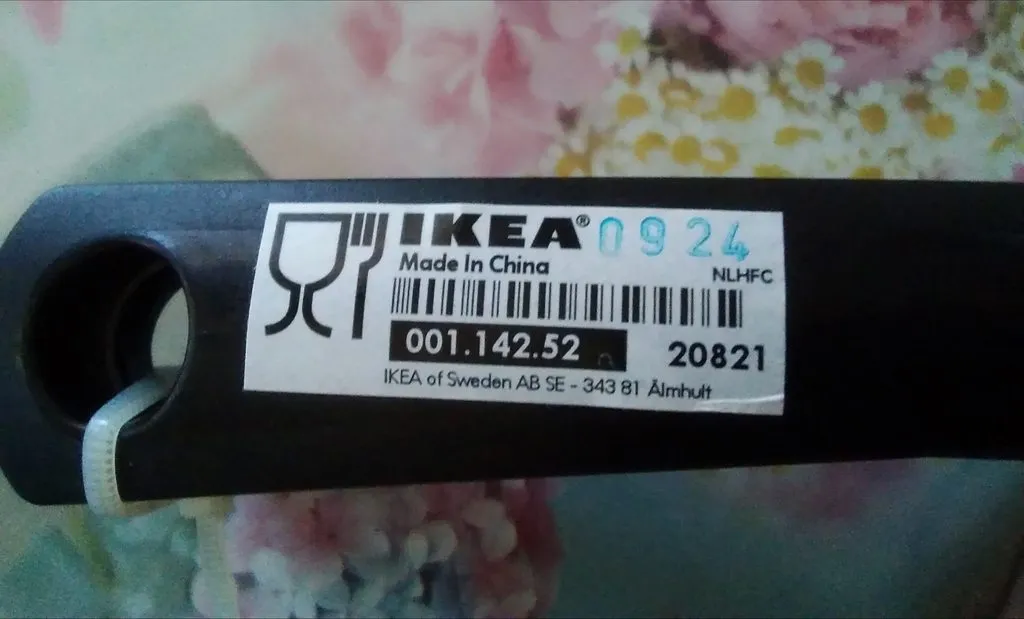 IKEA® 0924
Made In China
NLHFC
001.142.52
20821
IKEA of Sweden AB SE - 343 81 Älmhult